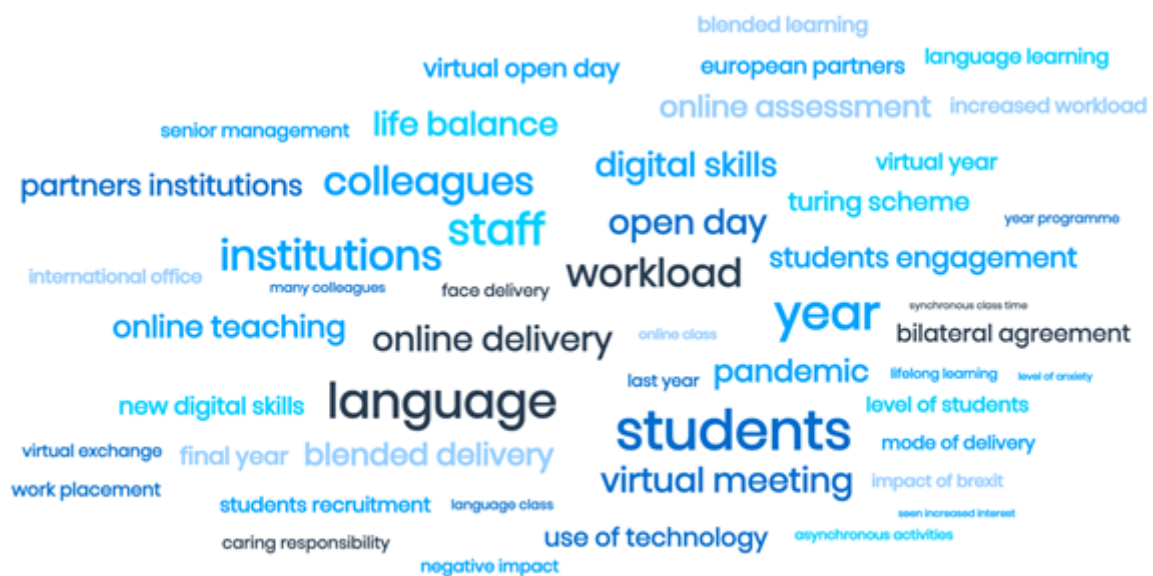 blended learning
virtual open day
european partners
language learning
online assessment
increased workload
senior management
life balance
digital skills
virtual year
partners institutions
colleagues
turing scheme
staff
open day
year programme
institutions
students engagement
international office
many colleagues
face delivery
workload
year
synchronous class time
online teaching
online delivery
online class
bilateral agreement
last year
pandemic
lifelong learning
level of anxiety
new digital skills
language
students
level of students
virtual exchange
final year
blended delivery
mode of delivery
work placement
virtual meeting
impact of brexit
students recruitment
language class
seen increased interest
caring responsibility
use of technology
asynchronous activities
negative impact